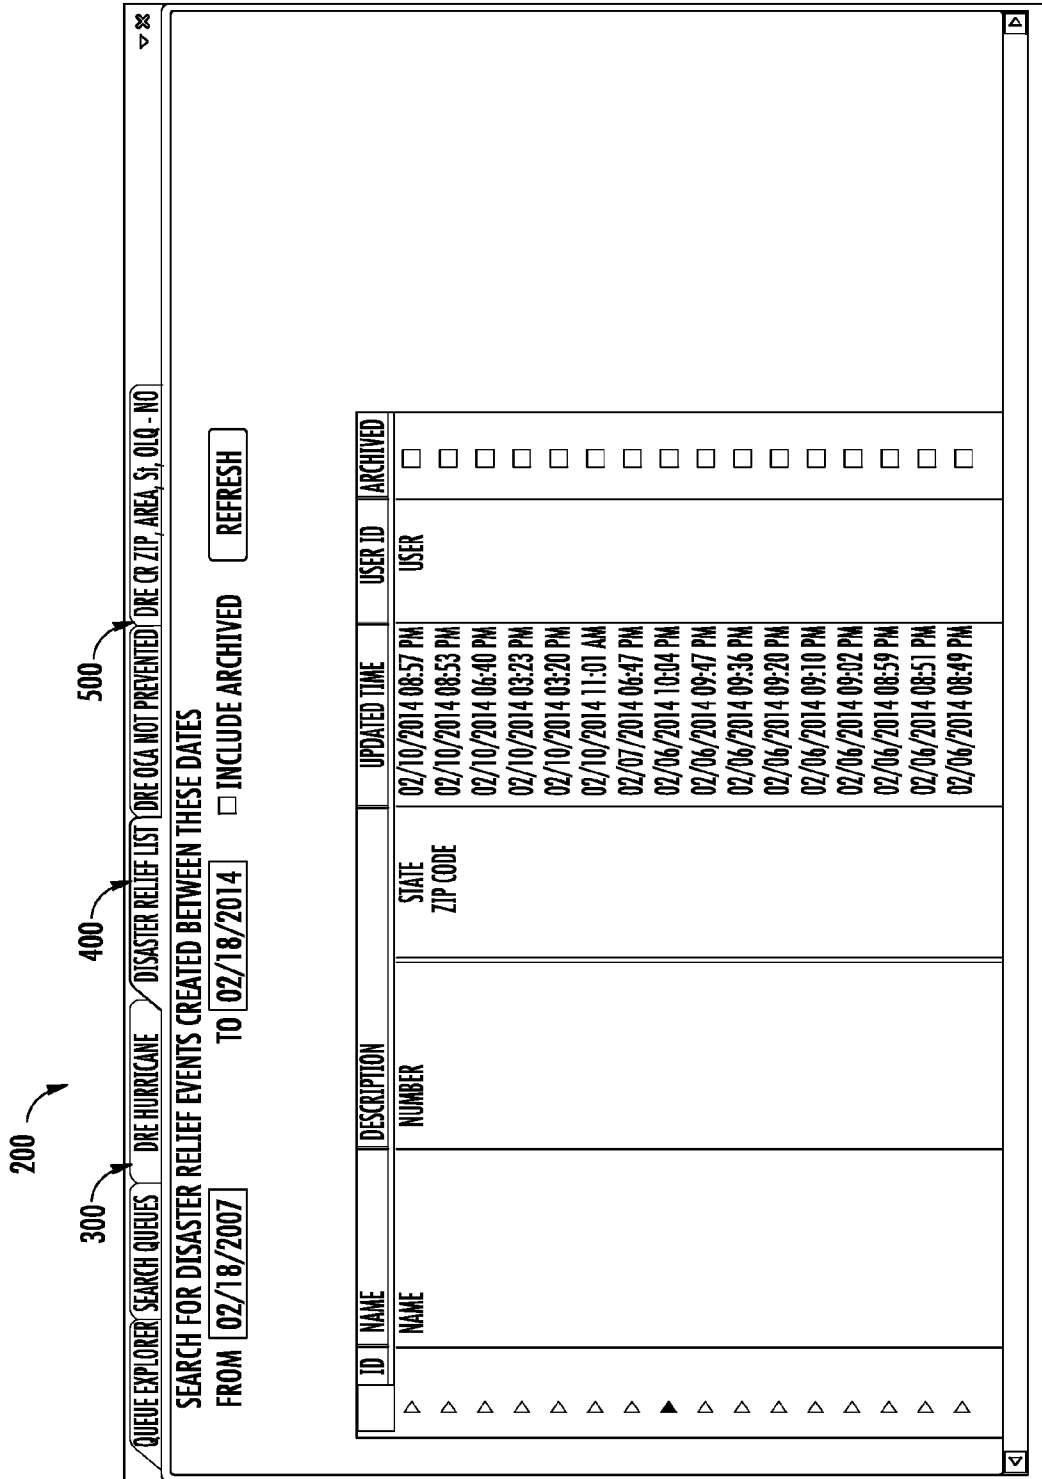 200
300
400
500
QUEUE EXPLORER SEARCH QUEUES DRE HURRICANE DISASTER RELIEF LIST DRE OCA NOT PREVENTED DRE CR ZIP, AREA, St, OLQ - NO
SEARCH FOR DISASTER RELIEF EVENTS CREATED BETWEEN THESE DATES
FROM 02/18/2007 TO 02/18/2014 INCLUDE ARCHIVED REFRESH
ID NAME DESCRIPTION UPDATED TIME USER ID ARCHIVED
NAME NUMBER STATE 02/10/2014 08:57 PM USER
ZIP CODE 02/10/2014 08:53 PM
02/10/2014 06:40 PM
02/10/2014 03:23 PM
02/10/2014 03:20 PM
02/10/2014 11:01 AM
02/07/2014 06:47 PM
02/06/2014 10:04 PM
02/06/2014 09:47 PM
02/06/2014 09:36 PM
02/06/2014 09:20 PM
02/06/2014 09:10 PM
02/06/2014 09:02 PM
02/06/2014 08:59 PM
02/06/2014 08:51 PM
02/06/2014 08:49 PM